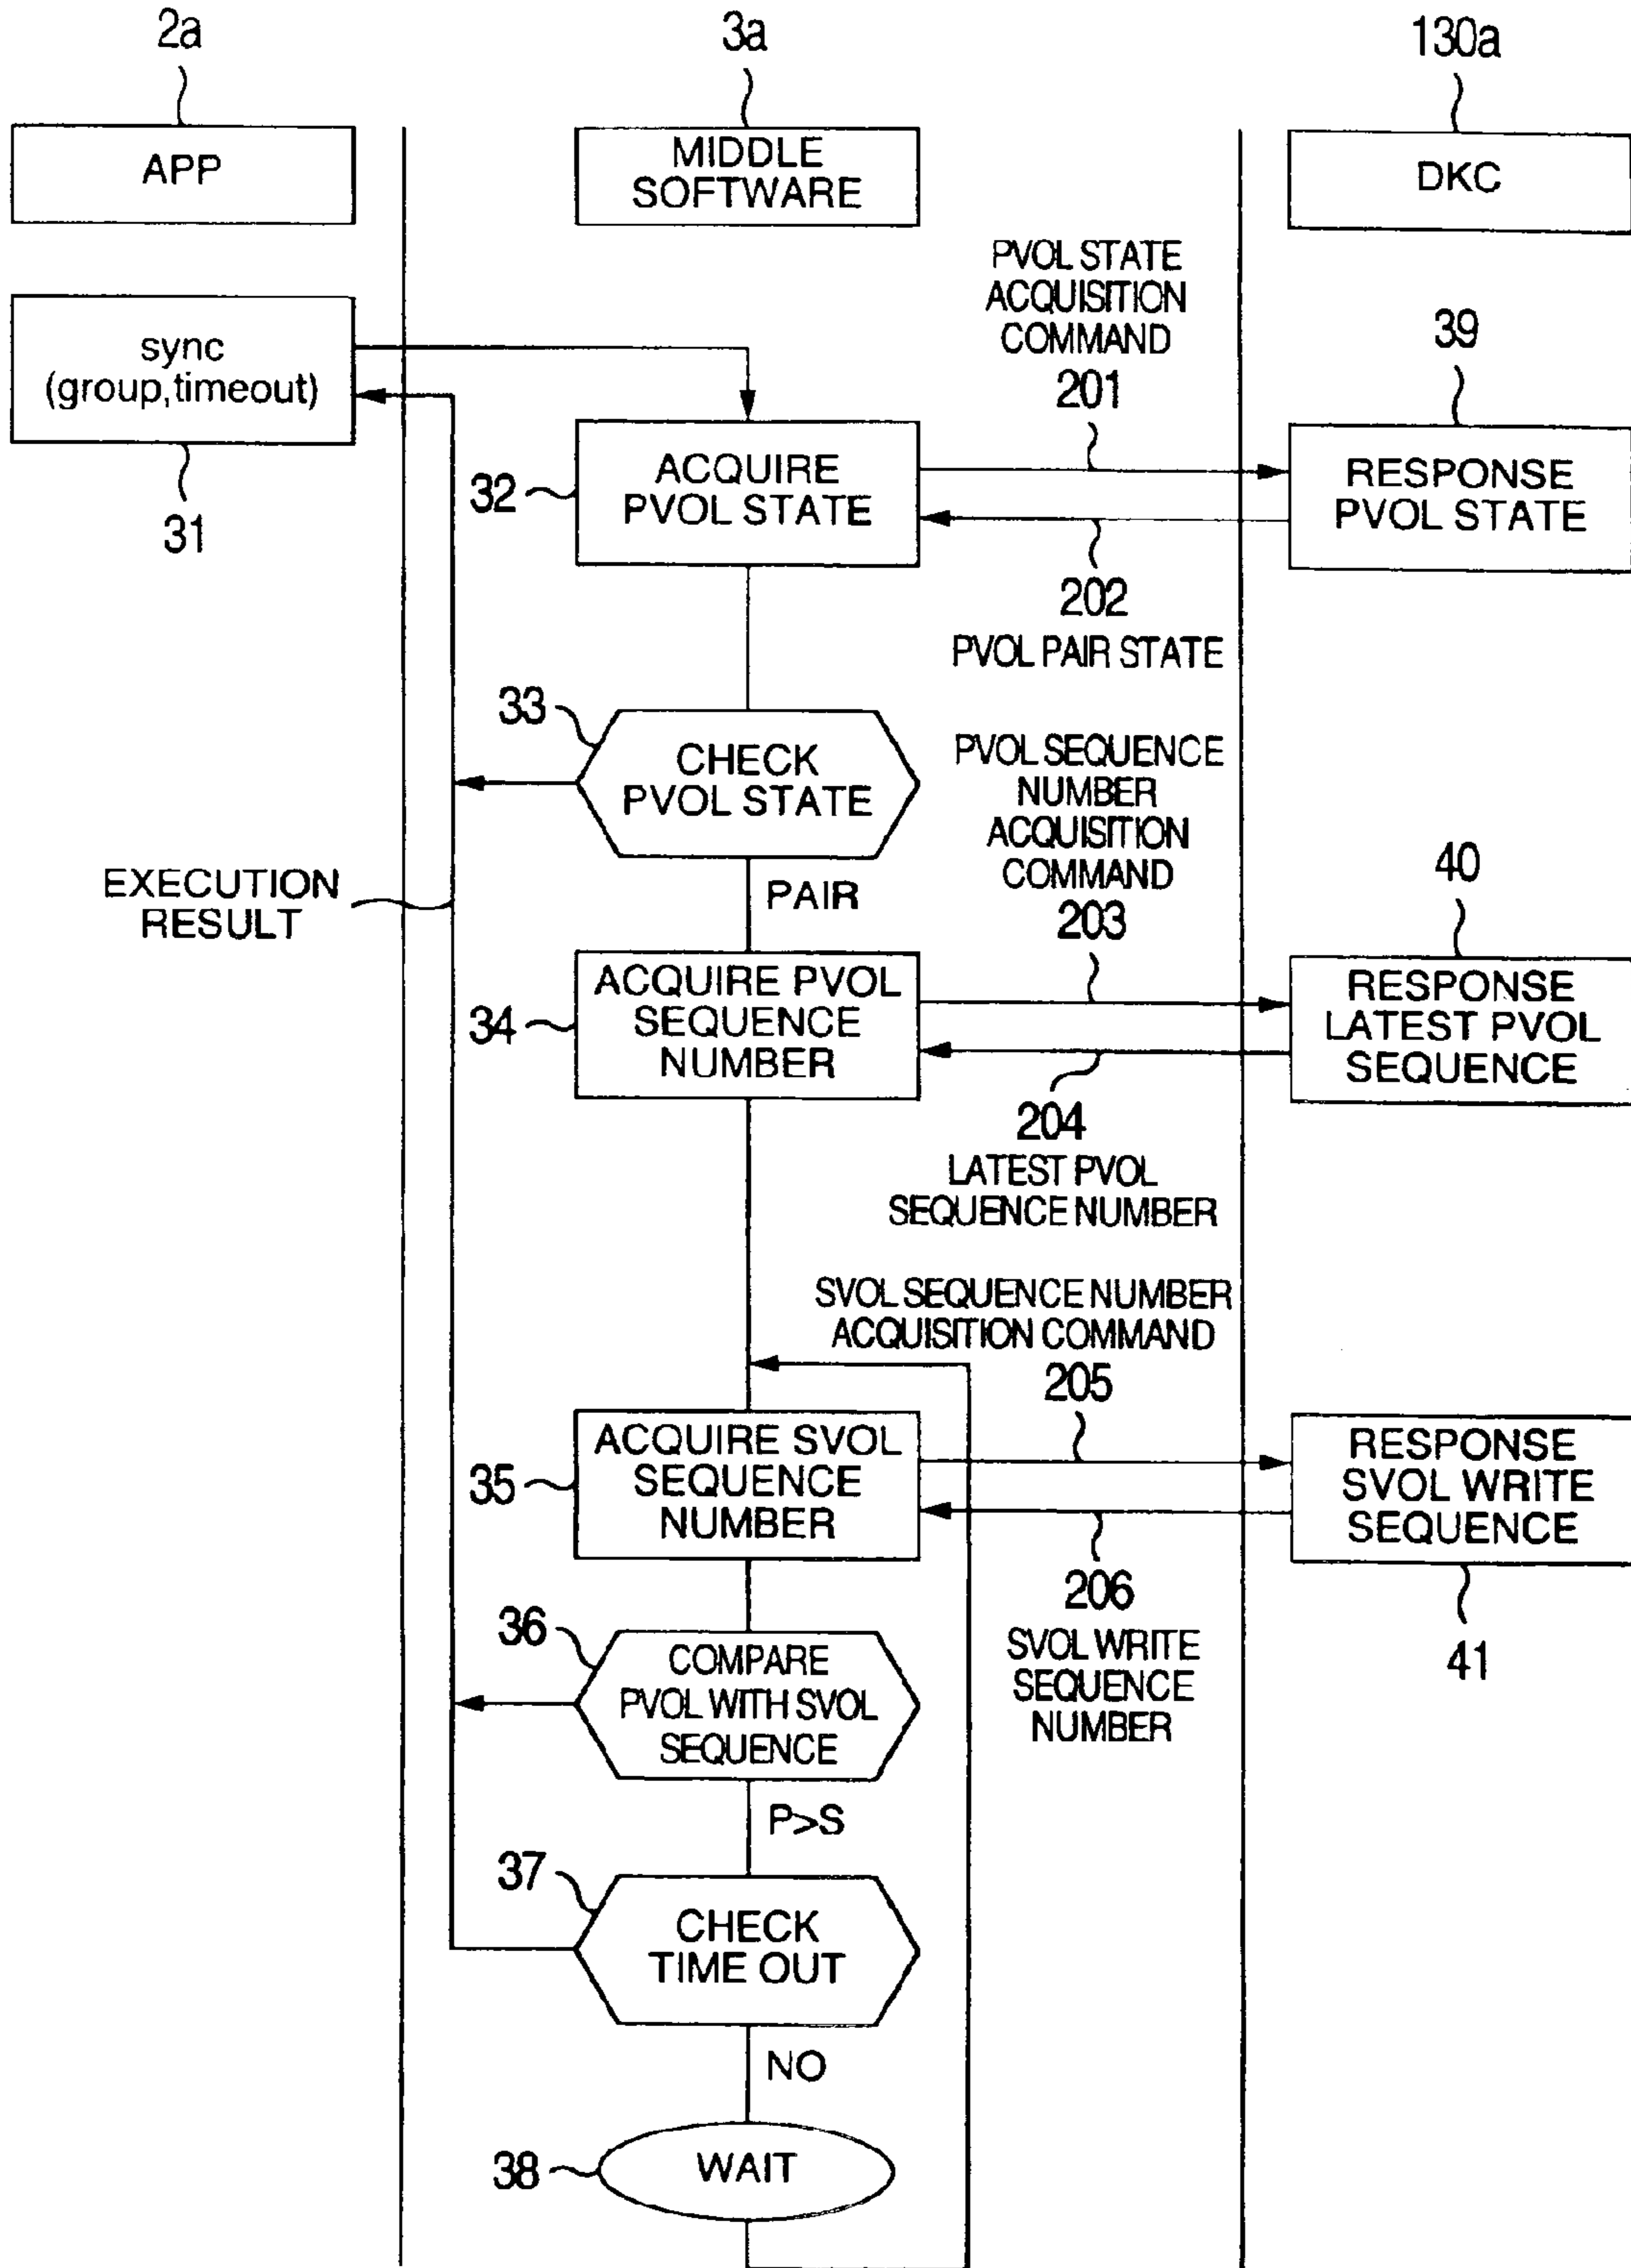 2a
3a
130a
APP
MIDDLE
SOFTWARE
DKC
PVOL STATE
ACQUISITION
COMMAND
201
39
sync
(group,timeout)
31
32
ACQUIRE
PVOL STATE
RESPONSE
PVOL STATE
202
PVOL PAIR STATE
33
CHECK
PVOL STATE
PVOL SEQUENCE
NUMBER
ACQUISITION
COMMAND
203
EXECUTION
RESULT
PAIR
40
34
ACQUIRE PVOL
SEQUENCE
NUMBER
RESPONSE
LATEST PVOL
SEQUENCE
204
LATEST PVOL
SEQUENCE NUMBER
SVOL SEQUENCE NUMBER
ACQUISITION COMMAND
205
35
ACQUIRE SVOL
SEQUENCE
NUMBER
RESPONSE
SVOL WRITE
SEQUENCE
206
SVOL WRITE
SEQUENCE
NUMBER
41
36
COMPARE
PVOL WITH SVOL
SEQUENCE
P>S
37
CHECK
TIME OUT
NO
38
WAIT